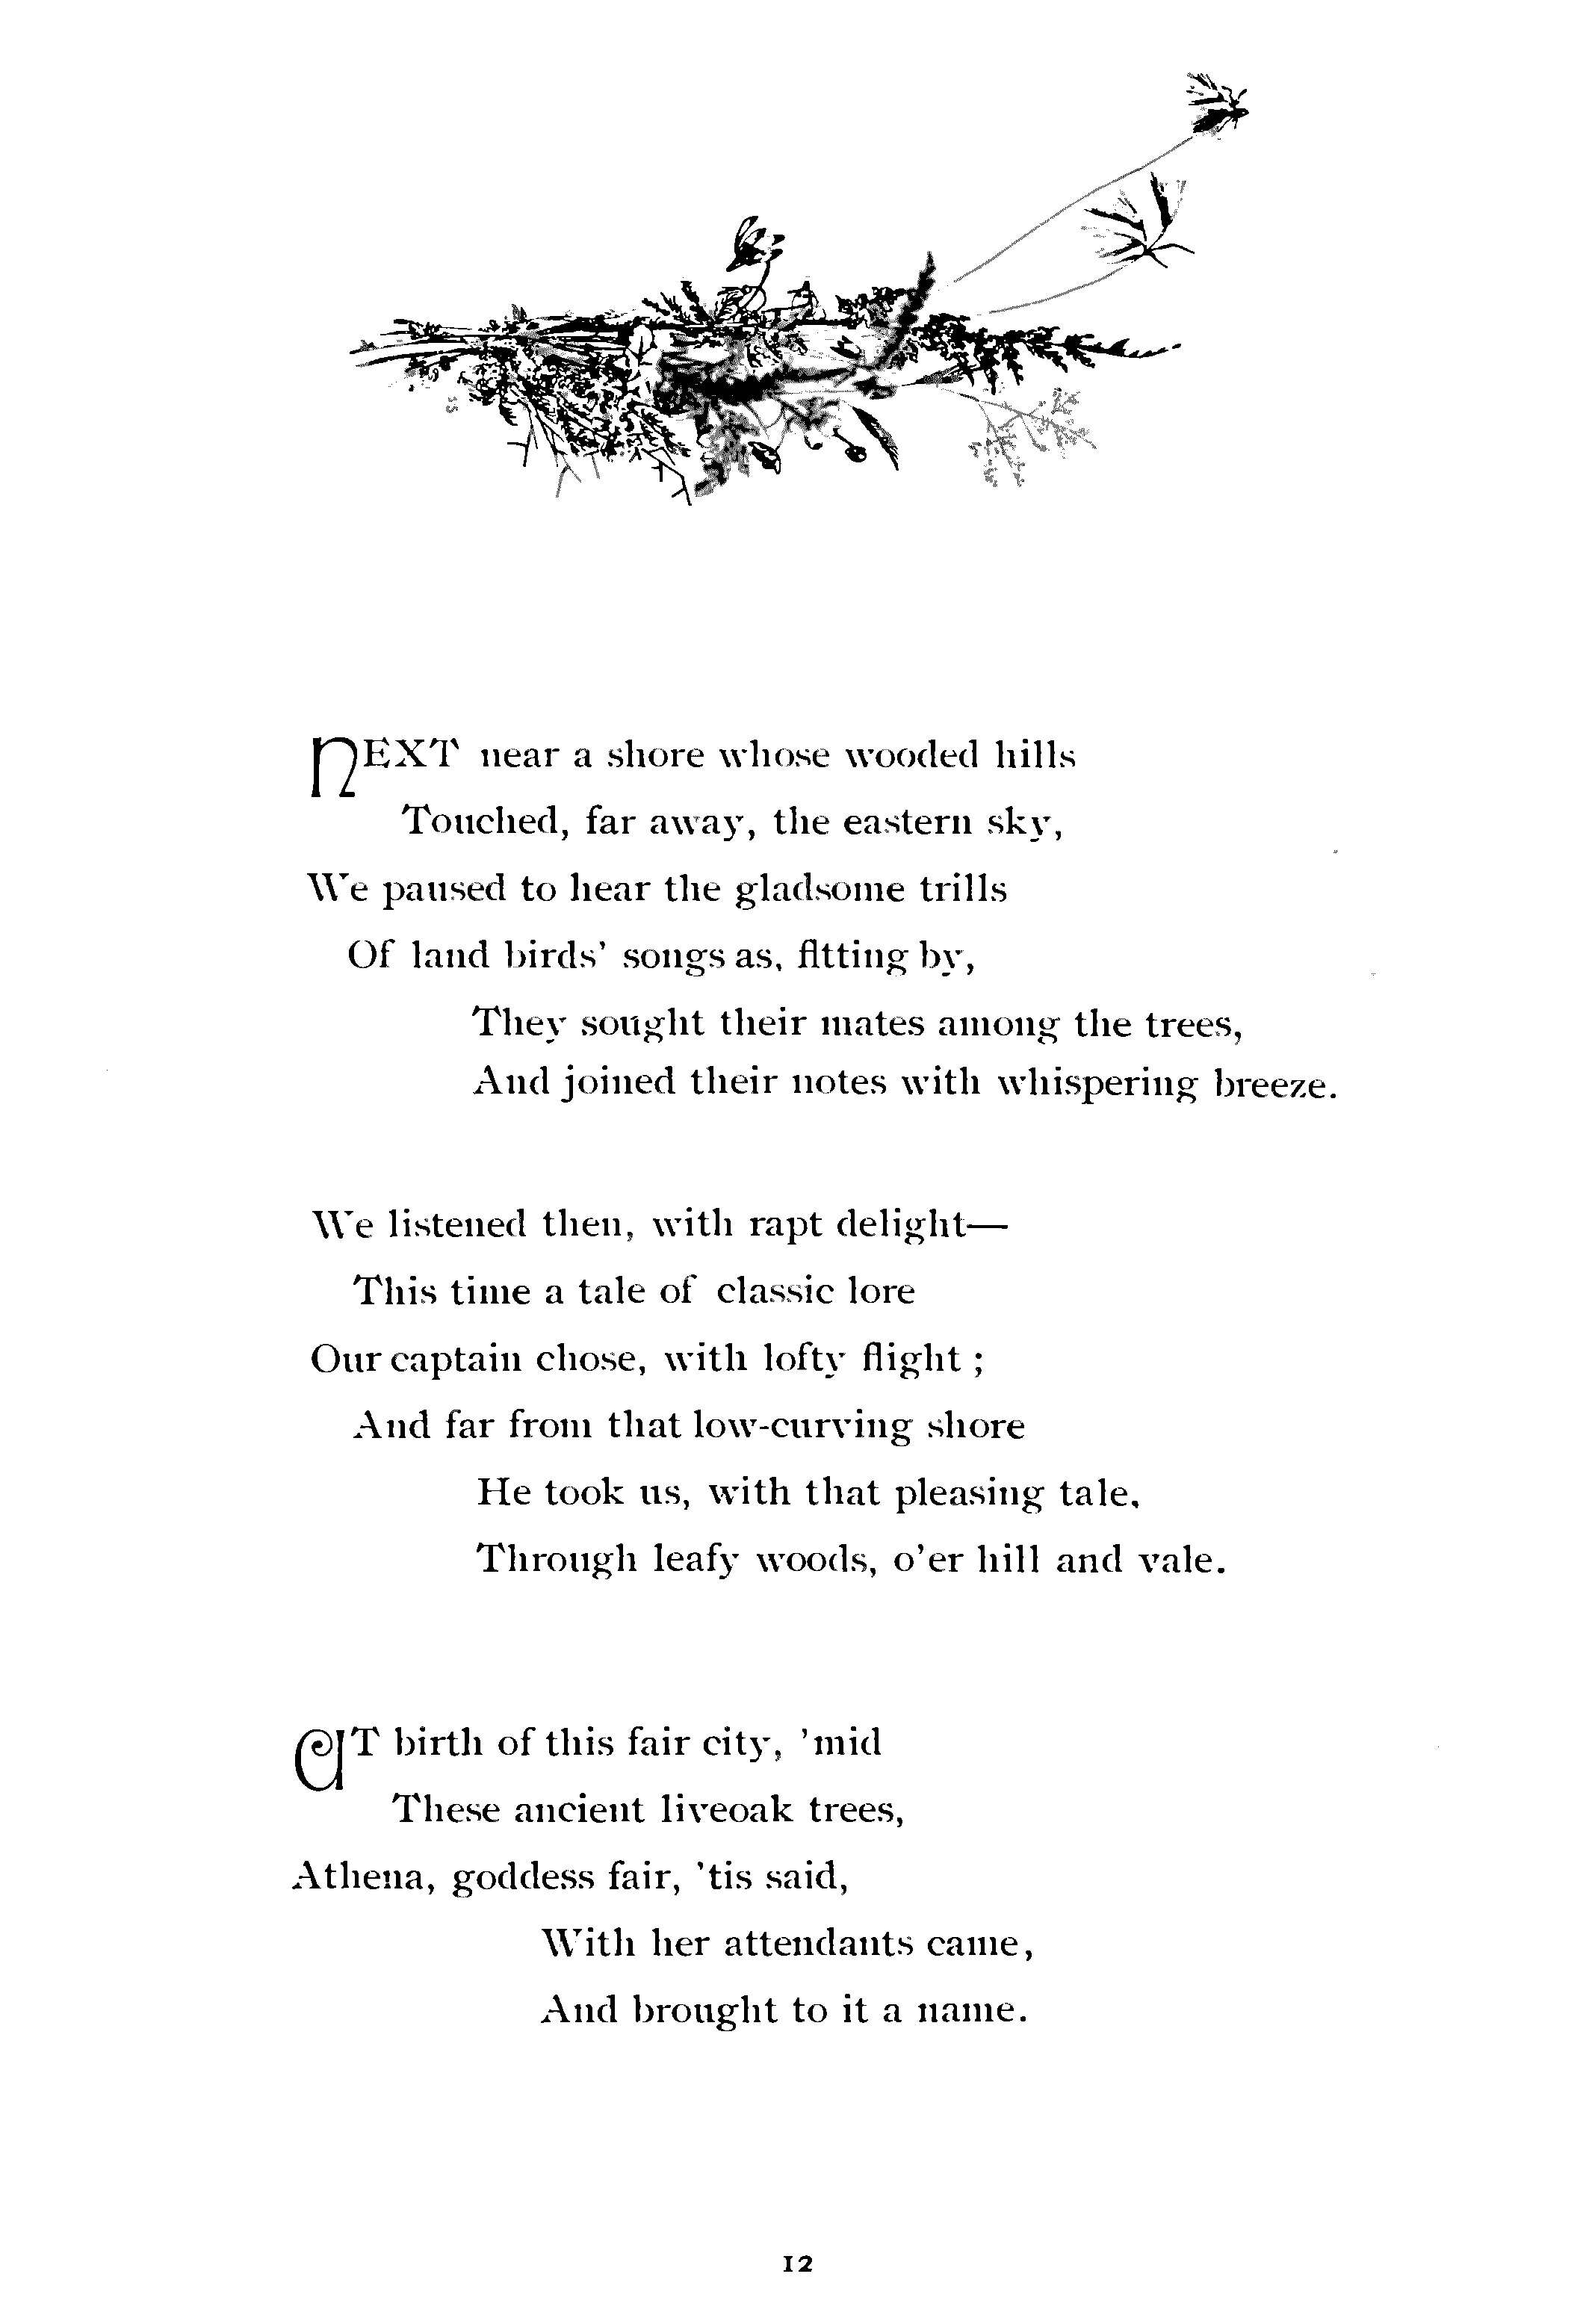 NEXT near a shore whose wooded hills
Touched, far away, the eastern sky,
We paused to hear the gladsome trills
Of land birds' songs as, fltting by,
They sought their mates among the trees,
And joined their notes with whispering breeze.
We listened then, with rapt delight—
This time a tale of classic lore
Our captain chose, with lofty flight ;
And far from that low-curving shore
He took us, with that pleasing tale,
Through leafy woods, o'er hill and vale.
AT birth of this fair city, 'mid
These ancient liveoak trees,
Athena, goddess fair, 'tis said,
With her attendants came,
And brought to it a name.
12